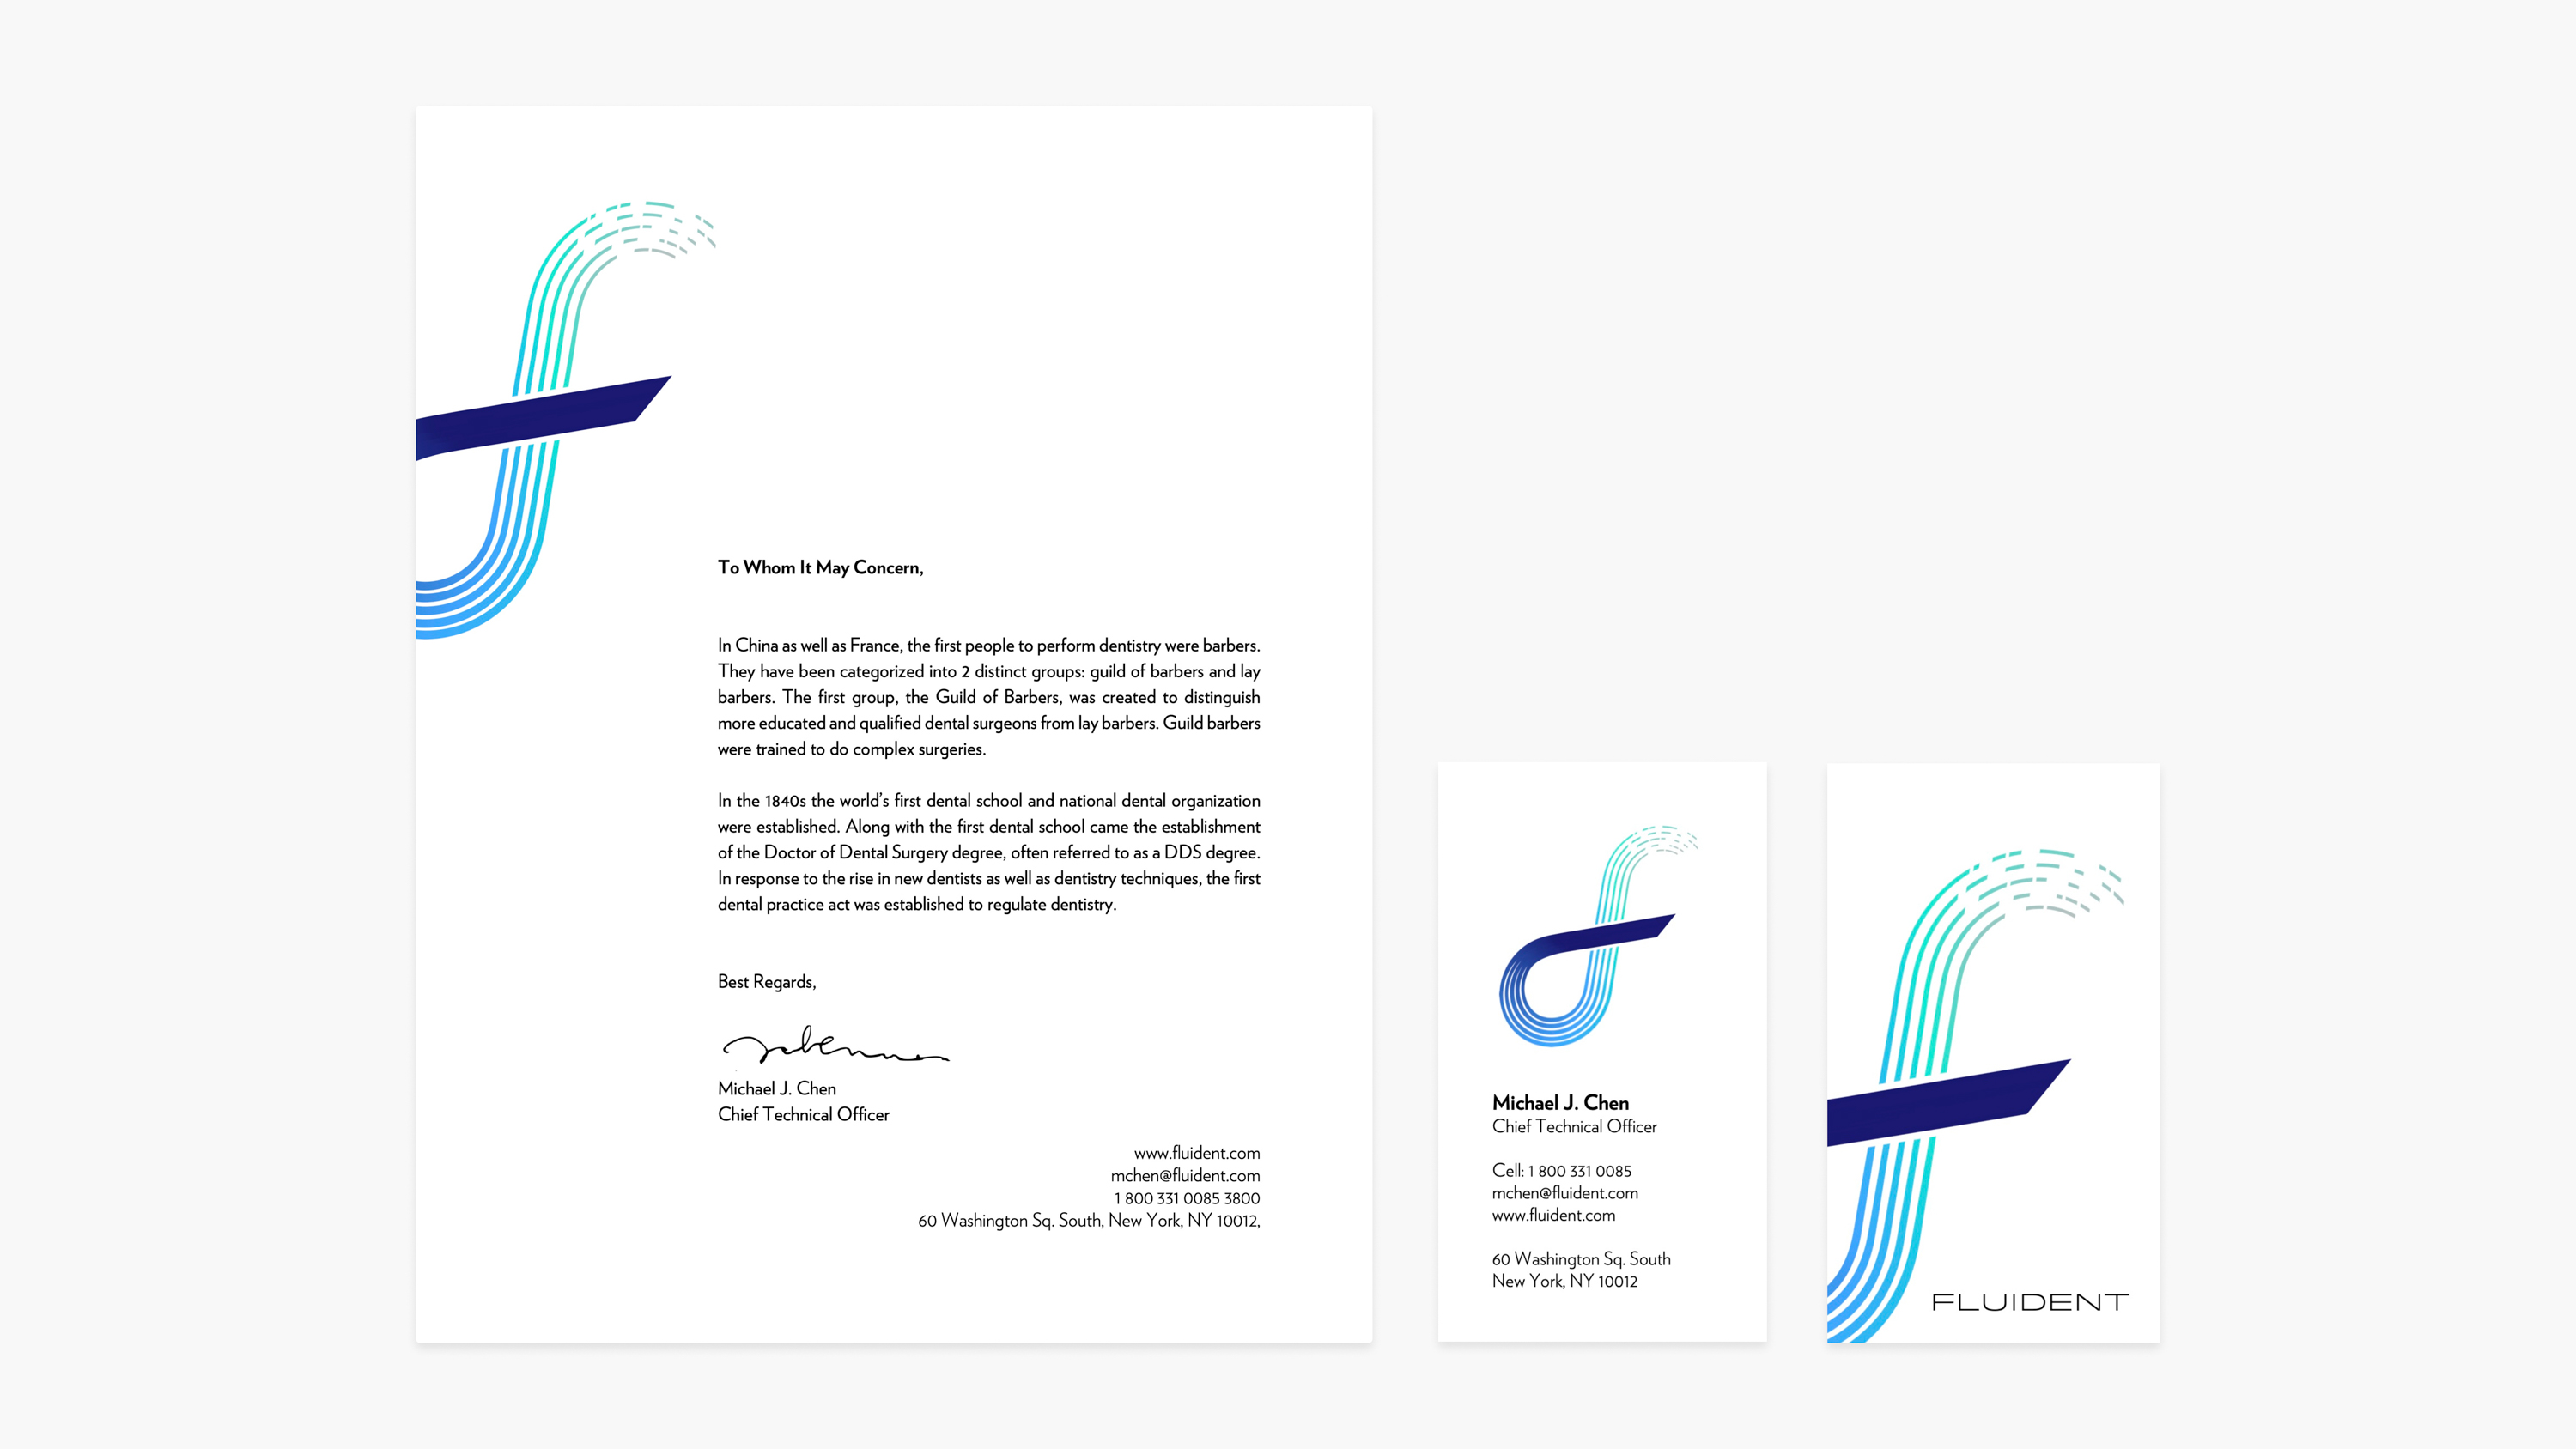 To Whom It May Concern,
In China as well as France, the first people to perform dentistry were barbers.
They have been categorized into 2 distinct groups: guild of barbers and lay
barbers. The first group, the Guild of Barbers, was created to distinguish
more educated and qualified dental surgeons from lay barbers. Guild barbers
were trained to do complex surgeries.
In the 1840s the world’s first dental school and national dental organization
were established. Along with the first dental school came the establishment
of the Doctor of Dental Surgery degree, often referred to as a DDS degree.
In response to the rise in new dentists as well as dentistry techniques, the first
dental practice act was established to regulate dentistry.
Best Regards,
Michael J. Chen
Chief Technical Officer
www.fluident.com
mchen@fluident.com
1 800 331 0085 3800
60 Washington Sq. South, New York, NY 10012,
Michael J. Chen
Chief Technical Officer
Cell: 1 800 331 0085
mchen@fluident.com
www.fluident.com
60 Washington Sq. South
New York, NY 10012
FLUIDENT